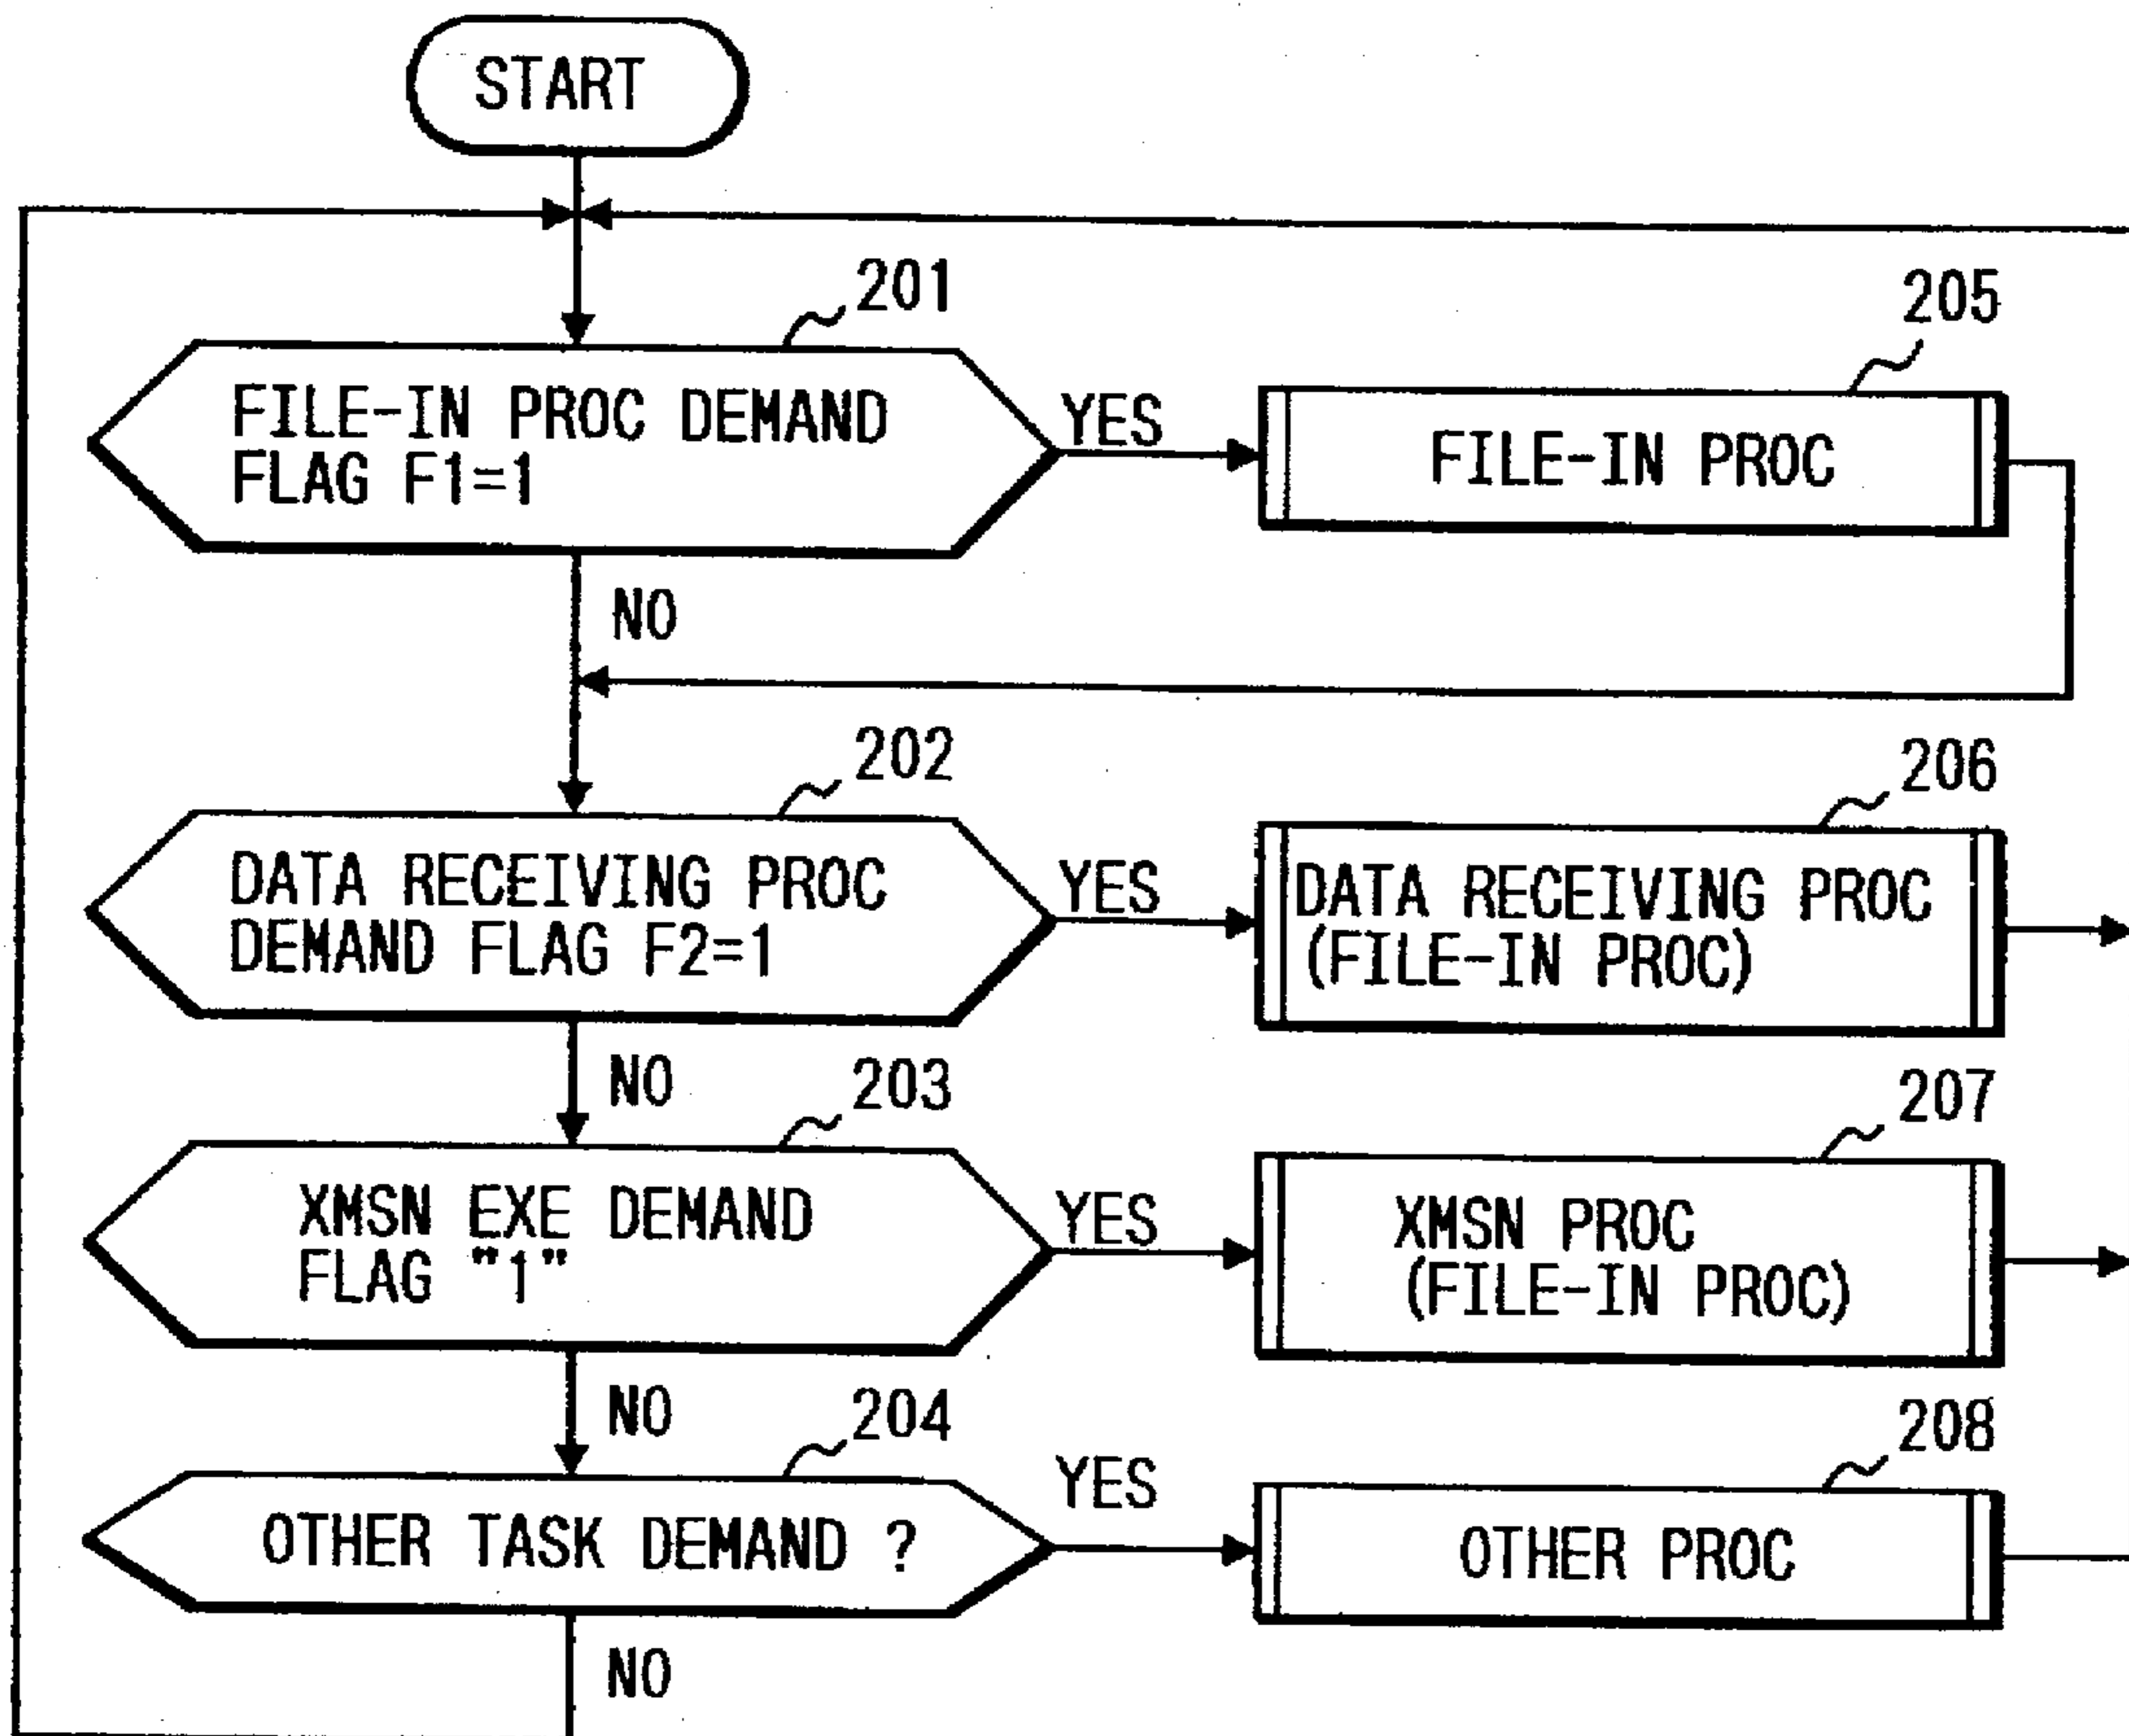 START
201
FILE-IN PROC DEMAND
FLAG F1=1
YES
205
FILE-IN PROC
NO
202
DATA RECEIVING PROC
DEMAND FLAG F2=1
YES
206
DATA RECEIVING PROC
(FILE-IN PROC)
NO
203
XMSN EXE DEMAND
FLAG "1"
YES
207
XMSN PROC
(FILE-IN PROC)
NO
204
OTHER TASK DEMAND ?
YES
208
OTHER PROC
NO